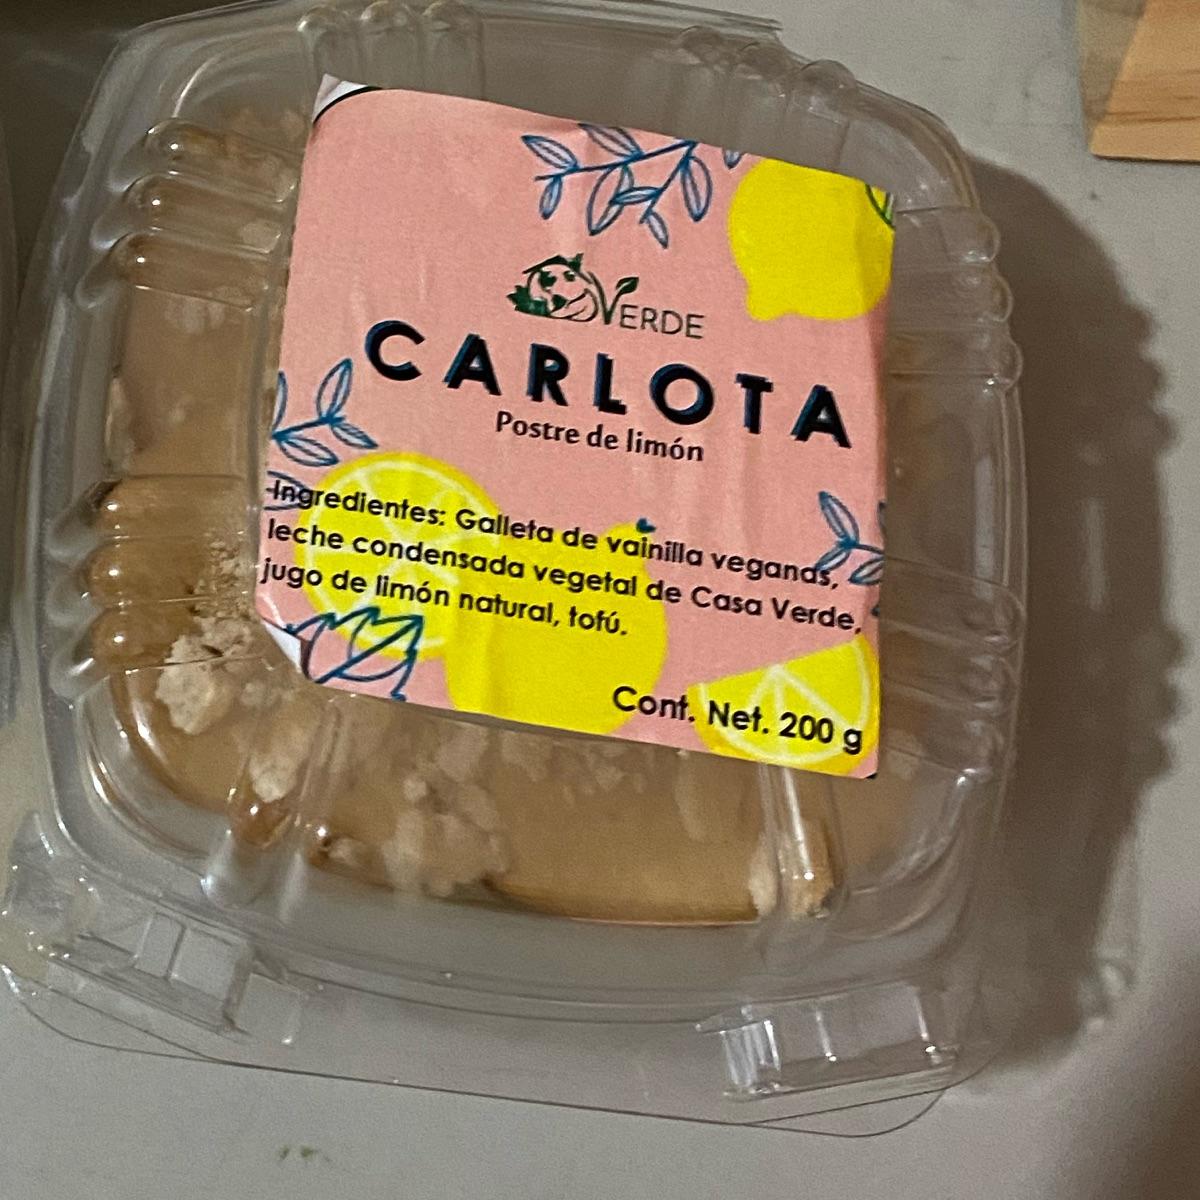 VERDE
CARLOTA
Postre de limón
Ingredientes: Galleta de vainilla veganas,
leche condensada vegetal de Casa Verde,
jugo de limón natural, tofú.
Cont. Net. 200 g